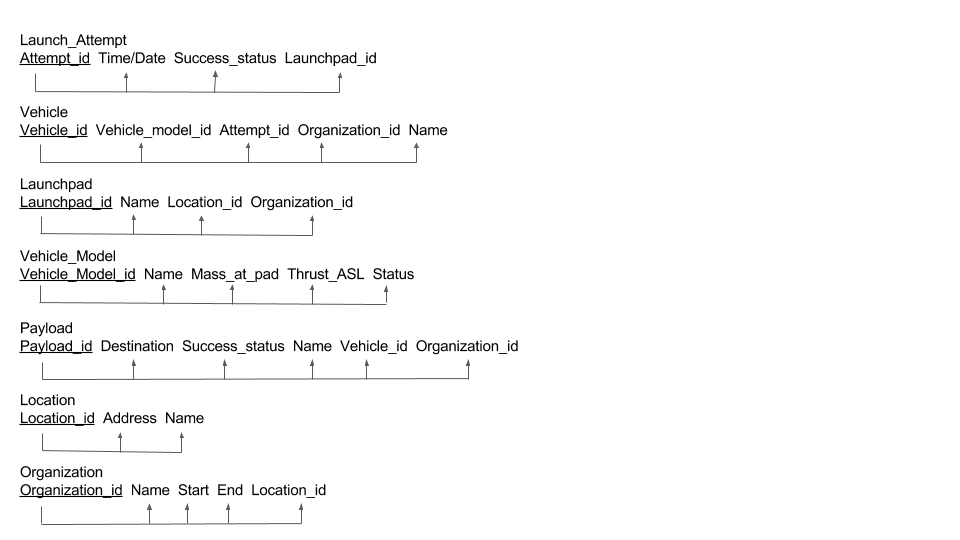 Launch_Attempt
Attempt_id Time/Date Success_status Launchpad_id
Vehicle
Vehicle_id Vehicle_model_id Attempt_id Organization_id Name
Launchpad
Launchpad_id Name Location_id Organization_id
Vehicle_Model
Vehicle_Model_id Name Mass_at_pad Thrust_ASL Status
Payload
Payload_id Destination Success_status Name Vehicle_id Organization_id
Location
Location_id Address Name
Organization
Organization_id Name Start End Location_id